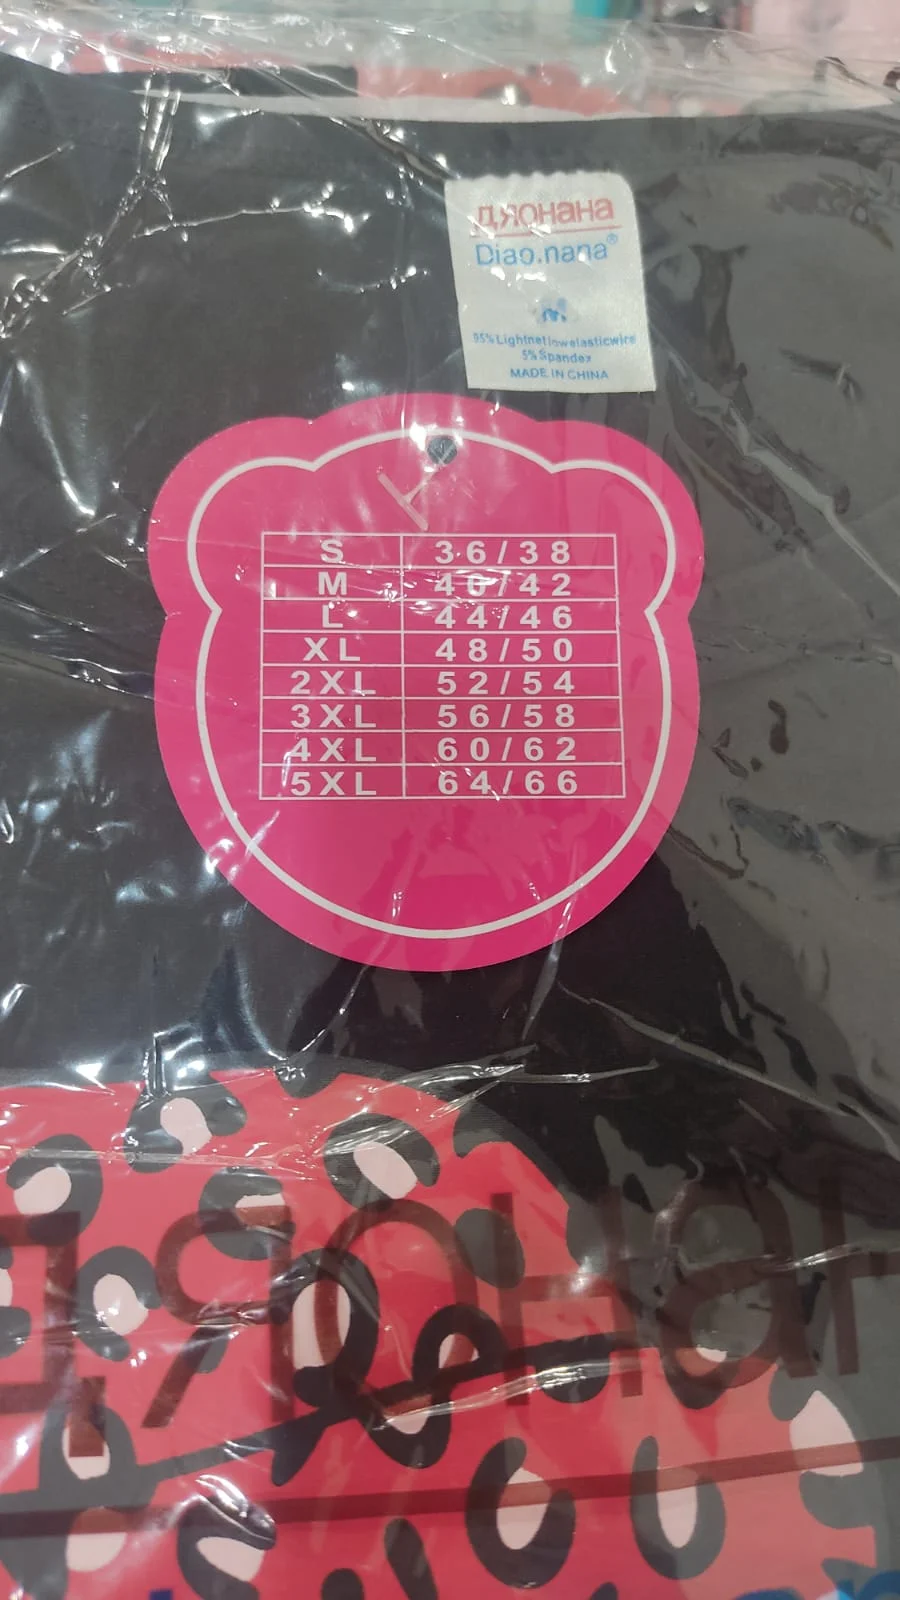 ДЯОНАНА
Diao.nana®
95% Lightnetlowelasticwire
5% Spandex
MADE IN CHINA
S 36/38
M 40/42
L 44/46
XL 48/50
2XL 52/54
3XL 56/58
4XL 60/62
5XL 64/66
ДЯОНАН